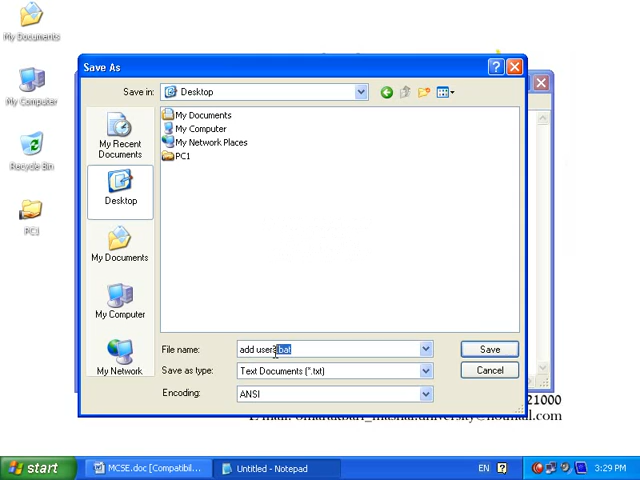 My Documents
My Computer
Recycle Bin
PC1
Save As
Save in:
Desktop
My Recent
Documents
Desktop
My Documents
My Computer
My Network
My Documents
My Computer
My Network Places
PC1
File name:
.bat
Save
Save as type:
Text Documents (*.txt)
Cancel
Encoding:
ANSI
21000
start
MCSE.doc [Compatibil...
Untitled - Notepad
EN
3:29 PM